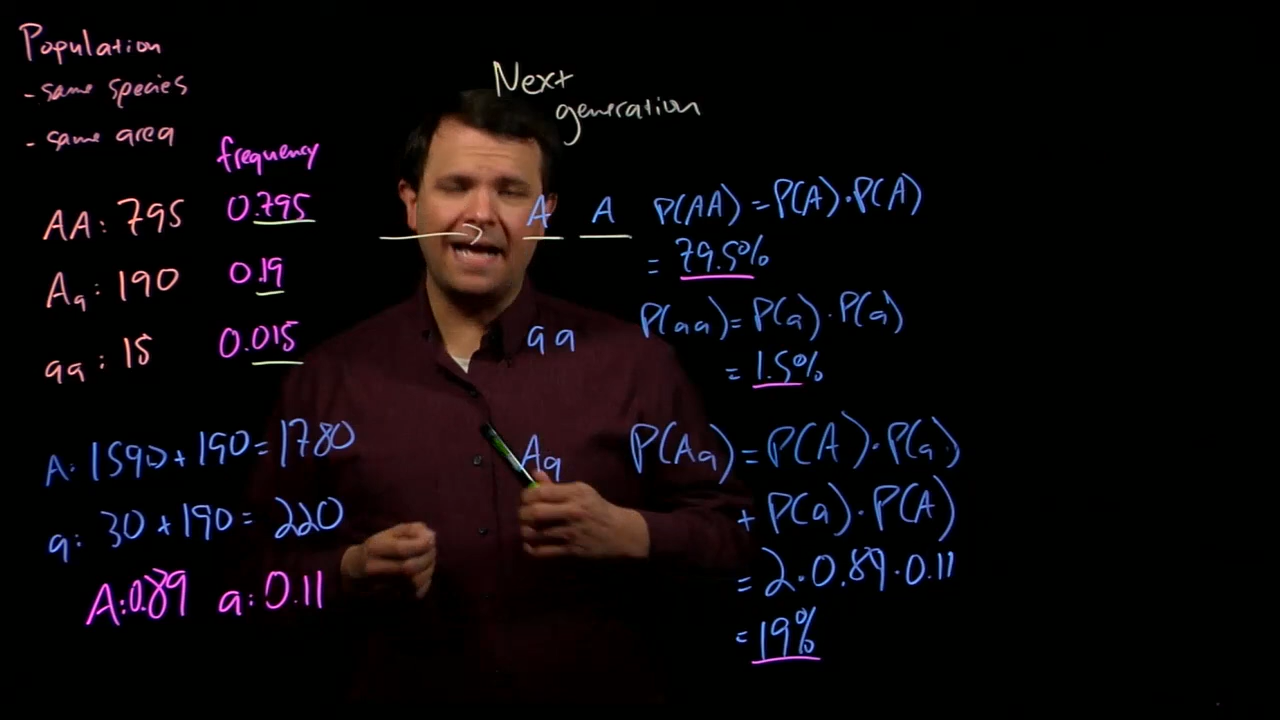 Population
- same species
- same area
frequency
AA: 795 0.795
Aa: 190 0.19
aa: 15 0.015
A: 1590 + 190 = 1780
a: 30 + 190 = 220
A: 0.89 a: 0.11
Next
generation
A A P(AA) = P(A)·P(A)
= 79.5%
aa P(aa) = P(a)·P(a)
= 1.5%
Aa P(Aa) = P(A)·P(a)
+ P(a)·P(A)
= 2·0.89·0.11
= 19%